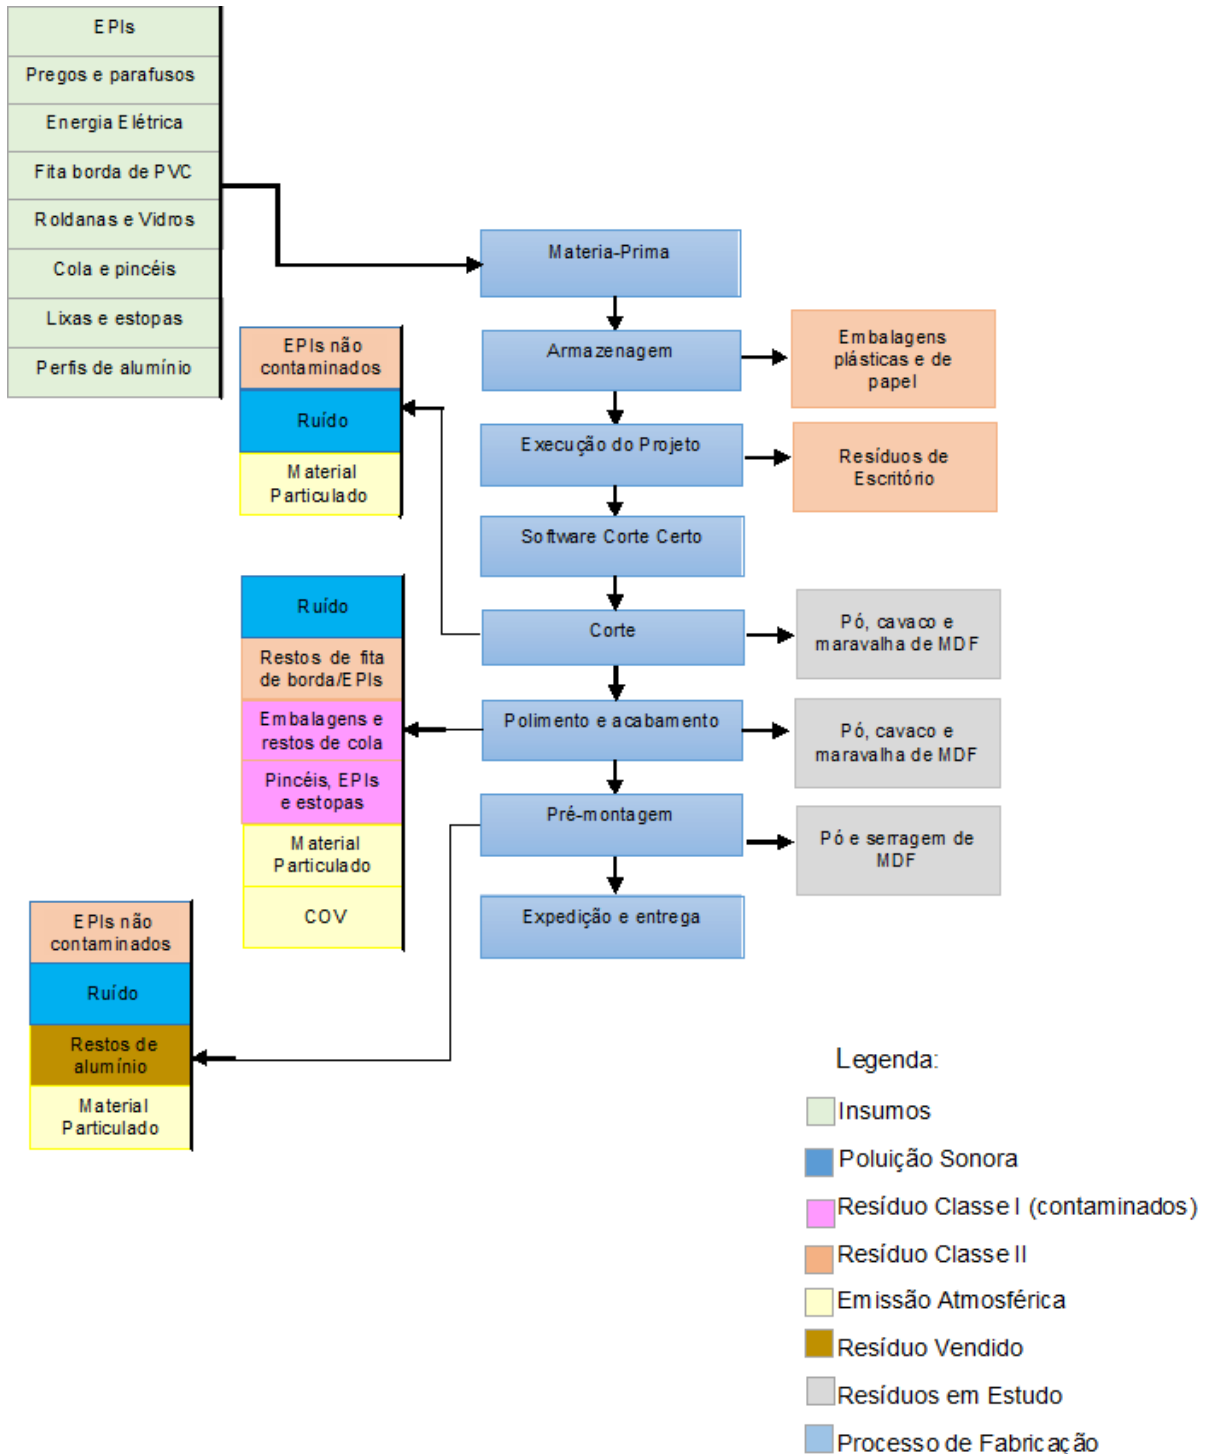 EPIs
Pregos e parafusos
Energia Elétrica
Fita borda de PVC
Roldanas e Vidros
Cola e pincéis
Lixas e estopas
Perfis de alumínio
Materia-Prima
Armazenagem
Embalagens
plásticas e de
papel
EPIs não
contaminados
Ruído
Material
Particulado
Execução do Projeto
Resíduos de
Escritório
Software Corte Certo
Corte
Pó, cavaco e
maravalha de MDF
Ruído
Restos de fita
de borda/EPIs
Embalagens e
restos de cola
Pincéis, EPIs
e estopas
Material
Particulado
COV
Polimento e acabamento
Pó, cavaco e
maravalha de MDF
Pré-montagem
Pó e serragem de
MDF
Expedição e entrega
EPIs não
contaminados
Ruído
Restos de
alumínio
Material
Particulado
Legenda:
Insumos
Poluição Sonora
Resíduo Classe I (contaminados)
Resíduo Classe II
Emissão Atmosférica
Resíduo Vendido
Resíduos em Estudo
Processo de Fabricação